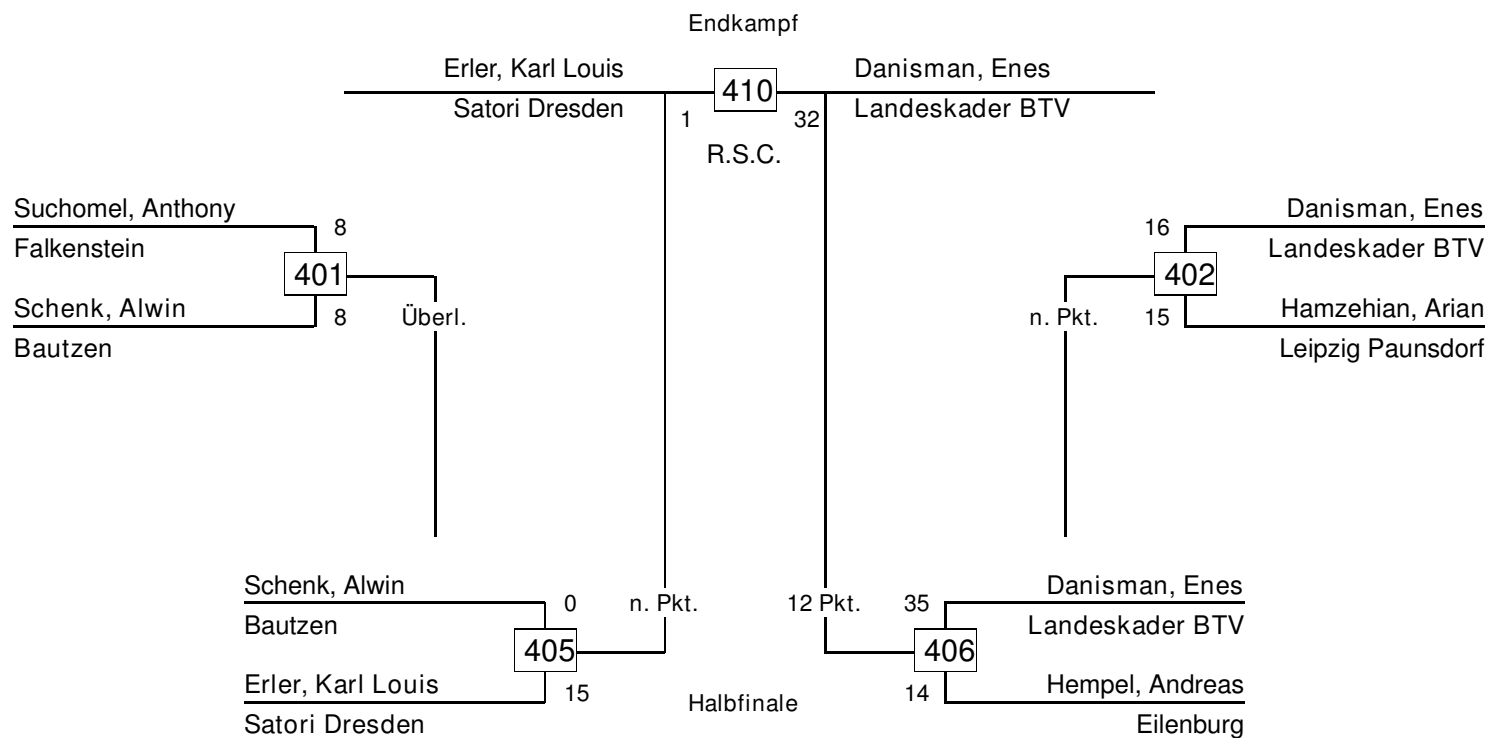 Endkampf
Erler, Karl Louis
Satori Dresden
410
Danisman, Enes
Landeskader BTV
1
32
R.S.C.
Suchomel, Anthony
Falkenstein
8
401
Schenk, Alwin
Bautzen
8
Überl.
Danisman, Enes
Landeskader BTV
16
402
Hamzehian, Arian
Leipzig Paunsdorf
15
n. Pkt.
Schenk, Alwin
Bautzen
0
405
n. Pkt.
Erler, Karl Louis
Satori Dresden
15
Halbfinale
12 Pkt.
35
Danisman, Enes
Landeskader BTV
406
14
Hempel, Andreas
Eilenburg